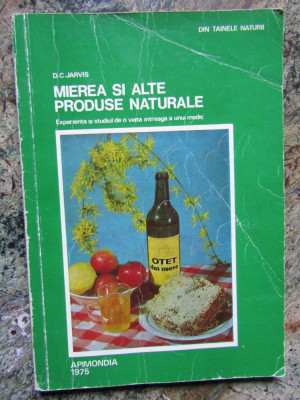 DIN TAINELE NATURII
D.C. JARVIS
MIEREA SI ALTE
PRODUSE NATURALE
Experienta si studiul de o viata intreaga a unui medic
OTET
din mere
APIMONDIA
1975